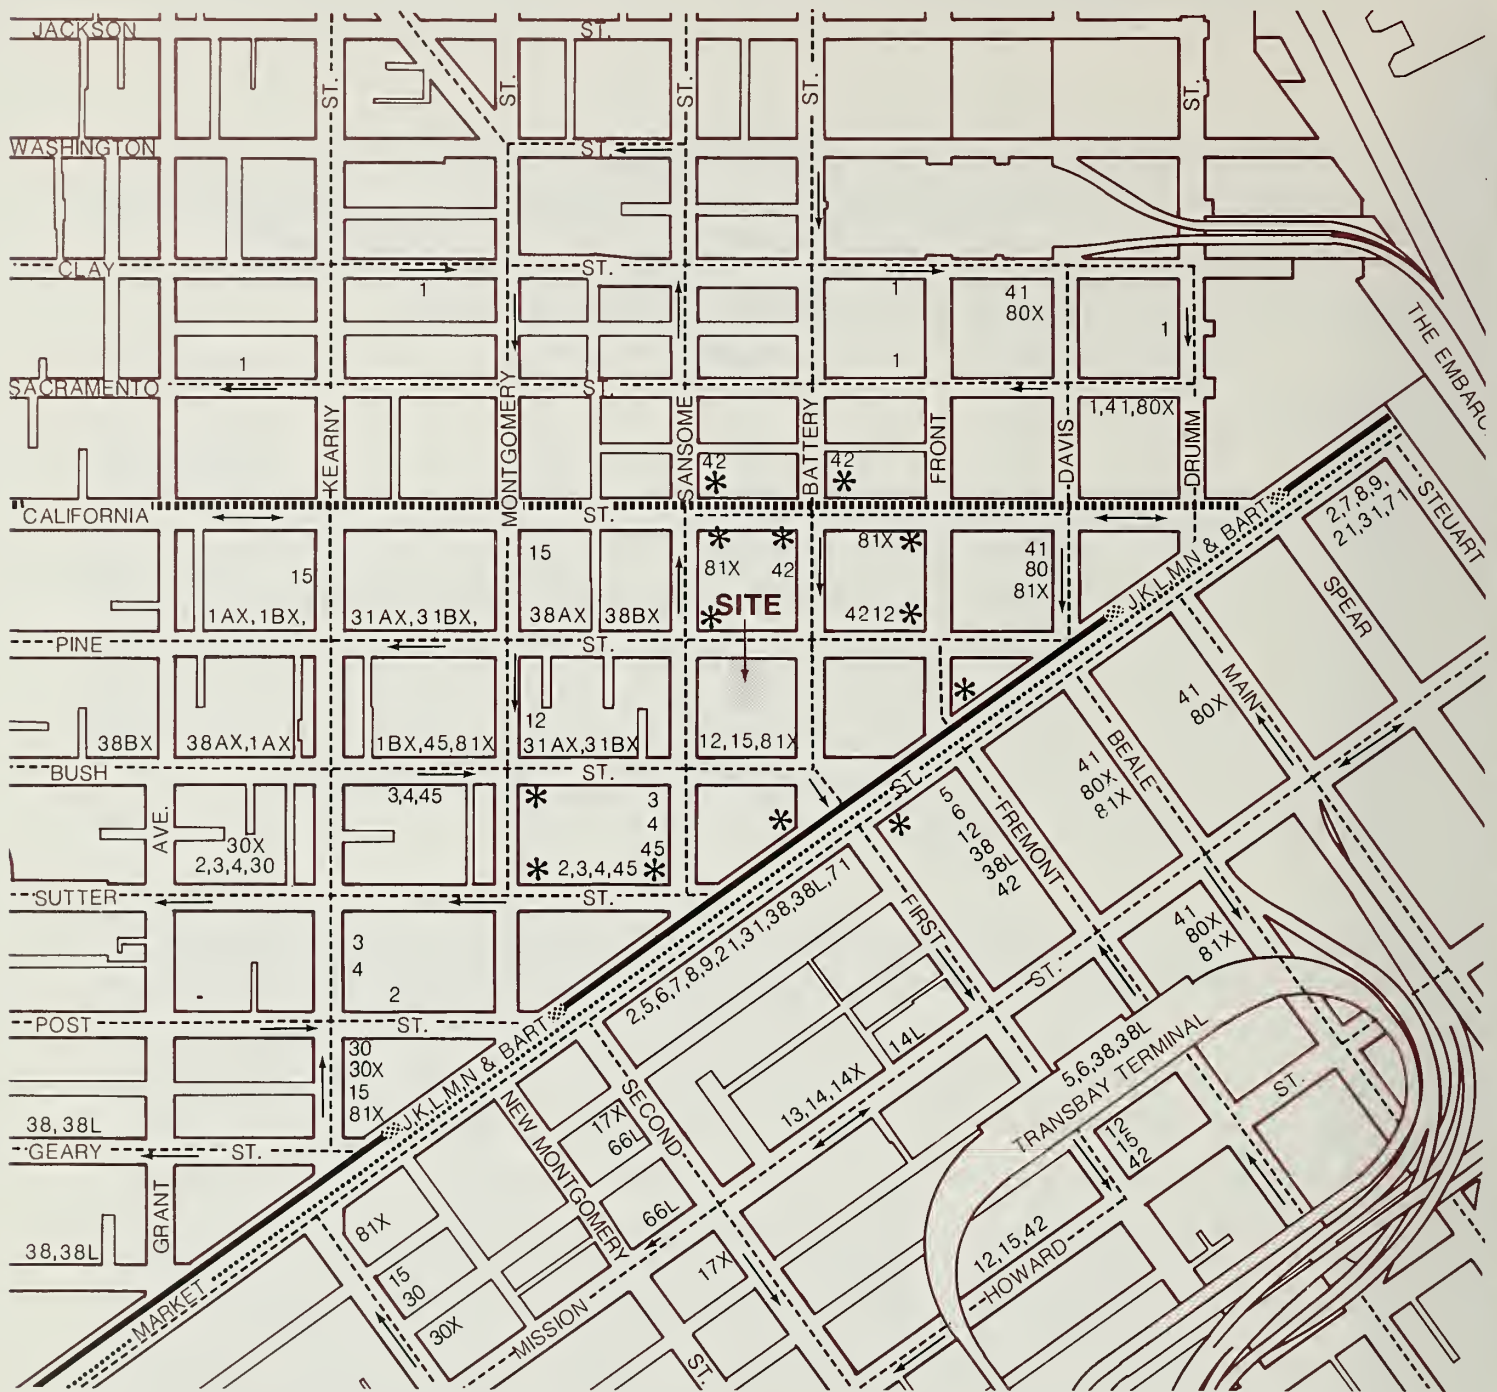 JACKSON
ST.
ST.
ST.
ST.
ST.
ST.
WASHINGTON
ST.
CLAY
ST.
1
1
41
80X
1
THE EMBARC
1
1
SACRAMENTO
ST.
KEARNY
MONTGOMERY
SANSOME
BATTERY
FRONT
DAVIS
DRUMM
1,41,80X
42
*
42
*
CALIFORNIA
ST.
2,7,8,9,
21,31,71
STEUART
15
15
*
81X
*
42
81X *
41
80
81X
J,K,L,M,N & BART
SPEAR
1AX,1BX,
31AX,31BX,
38AX
38BX
*
SITE
4212 *
PINE
ST.
MAIN
41
80X
*
12
38BX
38AX,1AX
1BX,45,81X
31AX,31BX
12,15,81X
BUSH
ST.
ST.
BEALE
41
80X
81X
3,4,45
*
3
4
45
*
*
5
6
12
38
38L
42
FREMONT
AVE.
30X
2,3,4,30
*
2,3,4,45 *
SUTTER
ST.
2,5,6,7,8,9,21,31,38,38L,71
FIRST
41
80X
81X
3
4
2
ST.
POST
ST.
30
30X
15
81X
J,K,L,M,N & BART
14L
13,14,14X
5,6,38,38L
TRANSBAY TERMINAL
ST.
38,38L
GEARY
ST.
NEW MONTGOMERY
17X
66L
SECOND
12
15
42
GRANT
81X
66L
38,38L
15
30
17X
12,15,42
HOWARD
MARKET
30X
MISSION
ST.